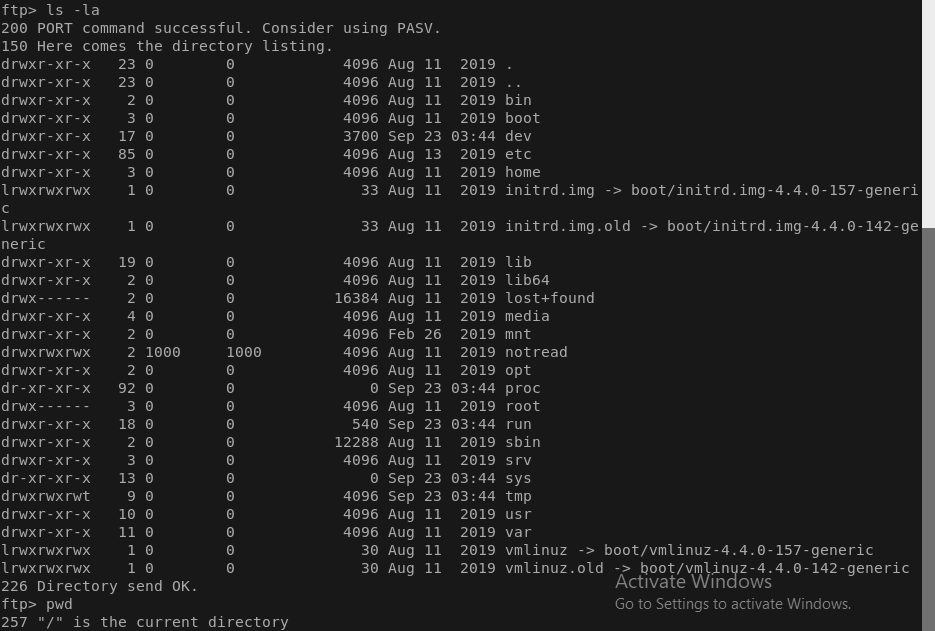 ftp> ls -la
200 PORT command successful. Consider using PASV.
150 Here comes the directory listing.
drwxr-xr-x   23 0        0            4096 Aug 11  2019 .
drwxr-xr-x   23 0        0            4096 Aug 11  2019 ..
drwxr-xr-x    2 0        0            4096 Aug 11  2019 bin
drwxr-xr-x    3 0        0            4096 Aug 11  2019 boot
drwxr-xr-x   17 0        0            3700 Sep 23 03:44 dev
drwxr-xr-x   85 0        0            4096 Aug 13  2019 etc
drwxr-xr-x    3 0        0            4096 Aug 11  2019 home
lrwxrwxrwx    1 0        0              33 Aug 11  2019 initrd.img -> boot/initrd.img-4.4.0-157-generi
c
lrwxrwxrwx    1 0        0              33 Aug 11  2019 initrd.img.old -> boot/initrd.img-4.4.0-142-ge
neric
drwxr-xr-x   19 0        0            4096 Aug 11  2019 lib
drwxr-xr-x    2 0        0            4096 Aug 11  2019 lib64
drwx------    2 0        0           16384 Aug 11  2019 lost+found
drwxr-xr-x    4 0        0            4096 Aug 11  2019 media
drwxr-xr-x    2 0        0            4096 Feb 26  2019 mnt
drwxrwxrwx    2 1000     1000         4096 Aug 11  2019 notread
drwxr-xr-x    2 0        0            4096 Aug 11  2019 opt
dr-xr-xr-x   92 0        0               0 Sep 23 03:44 proc
drwx------    3 0        0            4096 Aug 11  2019 root
drwxr-xr-x   18 0        0             540 Sep 23 03:44 run
drwxr-xr-x    2 0        0           12288 Aug 11  2019 sbin
drwxr-xr-x    3 0        0            4096 Aug 11  2019 srv
dr-xr-xr-x   13 0        0               0 Sep 23 03:44 sys
drwxrwxrwt    9 0        0            4096 Sep 23 03:44 tmp
drwxr-xr-x   10 0        0            4096 Aug 11  2019 usr
drwxr-xr-x   11 0        0            4096 Aug 11  2019 var
lrwxrwxrwx    1 0        0              30 Aug 11  2019 vmlinuz -> boot/vmlinuz-4.4.0-157-generic
lrwxrwxrwx    1 0        0              30 Aug 11  2019 vmlinuz.old -> boot/vmlinuz-4.4.0-142-generic
226 Directory send OK.
Activate Windows
ftp> pwd
Go to Settings to activate Windows.
257 "/" is the current directory